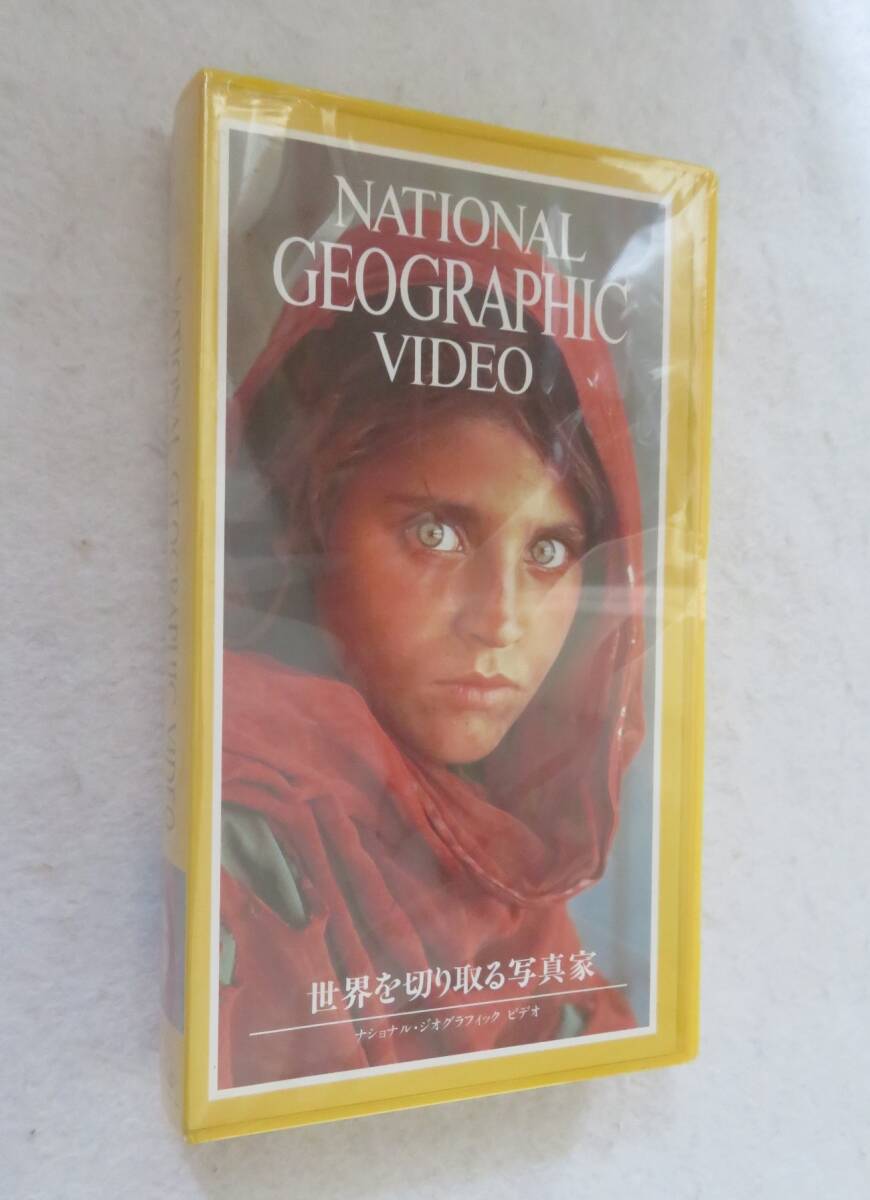 NATIONAL
GEOGRAPHIC
VIDEO
世界を切り取る写真家
ナショナル・ジオグラフィック ビデオ
NATIONAL GEOGRAPHIC VIDEO